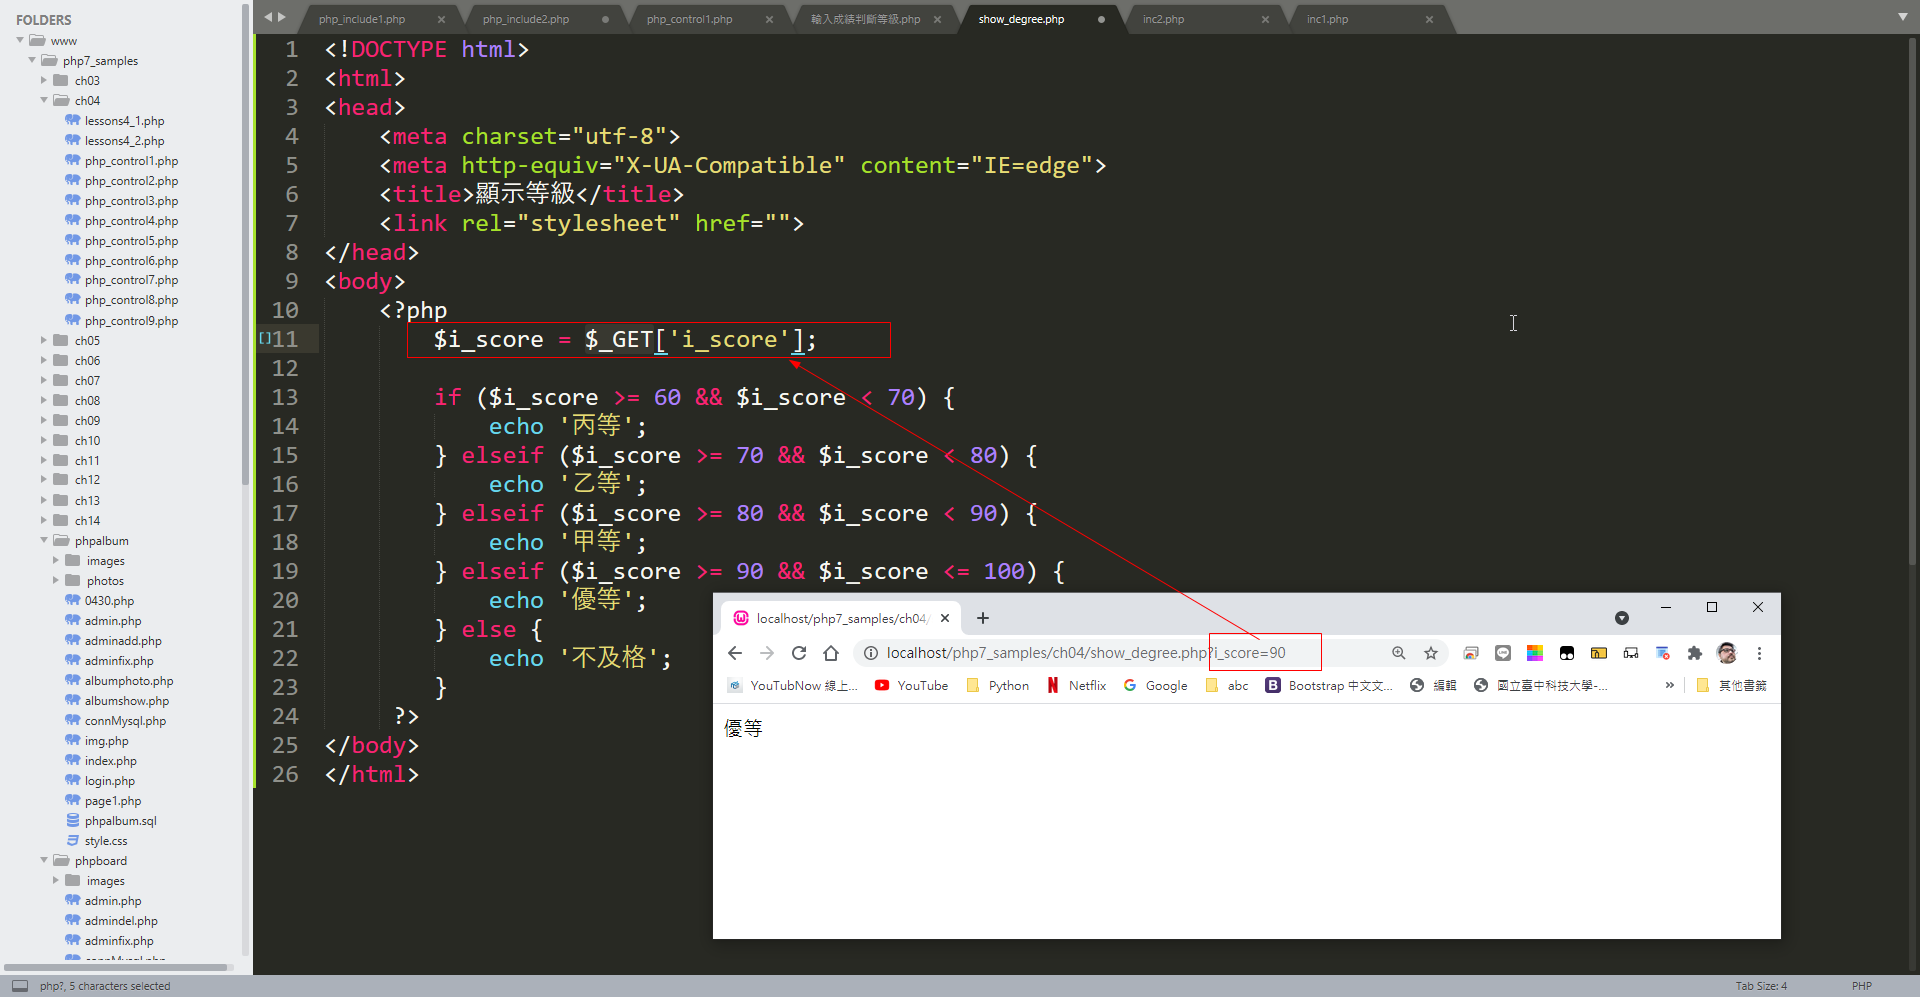 FOLDERS
www
php7_samples
ch03
ch04
lessons4_1.php
lessons4_2.php
php_control1.php
php_control2.php
php_control3.php
php_control4.php
php_control5.php
php_control6.php
php_control7.php
php_control8.php
php_control9.php
ch05
ch06
ch07
ch08
ch09
ch10
ch11
ch12
ch13
ch14
phpalbum
images
photos
0430.php
admin.php
adminadd.php
adminfix.php
albumphoto.php
albumshow.php
connMysql.php
img.php
index.php
login.php
page1.php
phpalbum.sql
style.css
phpboard
images
admin.php
admindel.php
adminfix.php
connMysql.php
php_include1.php
php_include2.php
php_control1.php
輸入成績判斷等級.php
show_degree.php
inc2.php
inc1.php
1 <!DOCTYPE html>
2 <html>
3 <head>
4 <meta charset="utf-8">
5 <meta http-equiv="X-UA-Compatible" content="IE=edge">
6 <title>顯示等級</title>
7 <link rel="stylesheet" href="">
8 </head>
9 <body>
10 <?php
11 $i_score = $_GET['i_score'];
12
13 if ($i_score >= 60 && $i_score < 70) {
14 echo '丙等';
15 } elseif ($i_score >= 70 && $i_score < 80) {
16 echo '乙等';
17 } elseif ($i_score >= 80 && $i_score < 90) {
18 echo '甲等';
19 } elseif ($i_score >= 90 && $i_score <= 100) {
20 echo '優等';
21 } else {
22 echo '不及格';
23 }
24 ?>
25 </body>
26 </html>
localhost/php7_samples/ch04/
localhost/php7_samples/ch04/show_degree.php?i_score=90
YouTubNow 線上... YouTube Python Netflix Google abc Bootstrap 中文文... 編輯 國立臺中科技大學-... » 其他書籤
優等
php?, 5 characters selected
Tab Size: 4
PHP